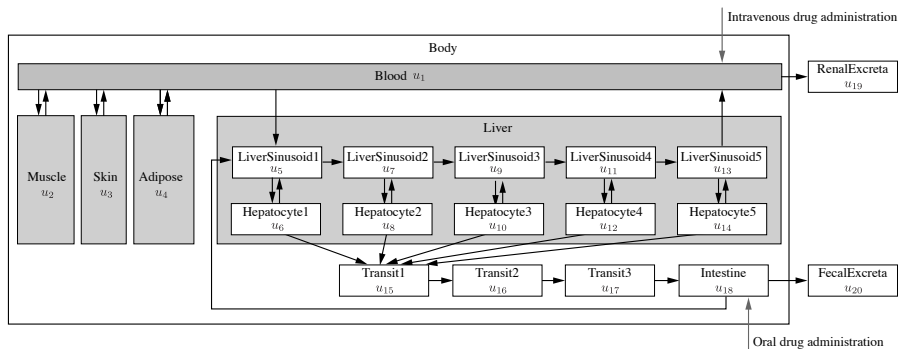 Intravenous drug administration
Body
Blood u₁
RenalExcreta
u₁₉
Liver
Muscle
u₂
Skin
u₃
Adipose
u₄
LiverSinusoid1
u₅
LiverSinusoid2
u₇
LiverSinusoid3
u₉
LiverSinusoid4
u₁₁
LiverSinusoid5
u₁₃
Hepatocyte1
u₆
Hepatocyte2
u₈
Hepatocyte3
u₁₀
Hepatocyte4
u₁₂
Hepatocyte5
u₁₄
Transit1
u₁₅
Transit2
u₁₆
Transit3
u₁₇
Intestine
u₁₈
FecalExcreta
u₂₀
Oral drug administration